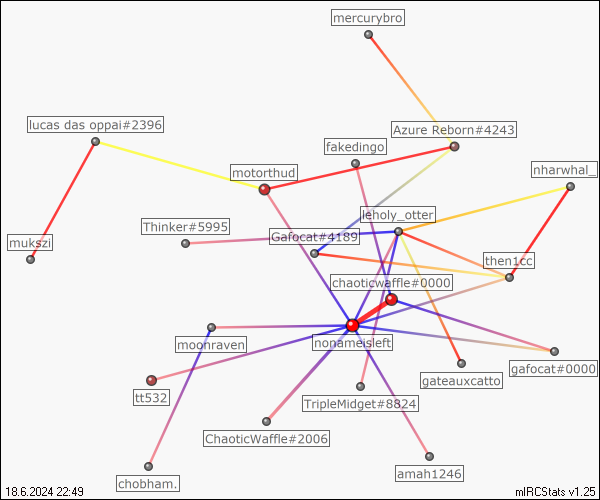 mercurybro
lucas das oppai#2396
Azure Reborn#4243
fakedingo
motorthud
nharwhal_
leholy_otter
Thinker#5995
Gafocat#4189
mukszi
then1cc
chaoticwaffle#0000
nonameisleft
moonraven
gafocat#0000
gateauxcatto
tt532
TripleMidget#8824
ChaoticWaffle#2006
amah1246
chobham.
18.6.2024 22:49
mIRCStats v1.25